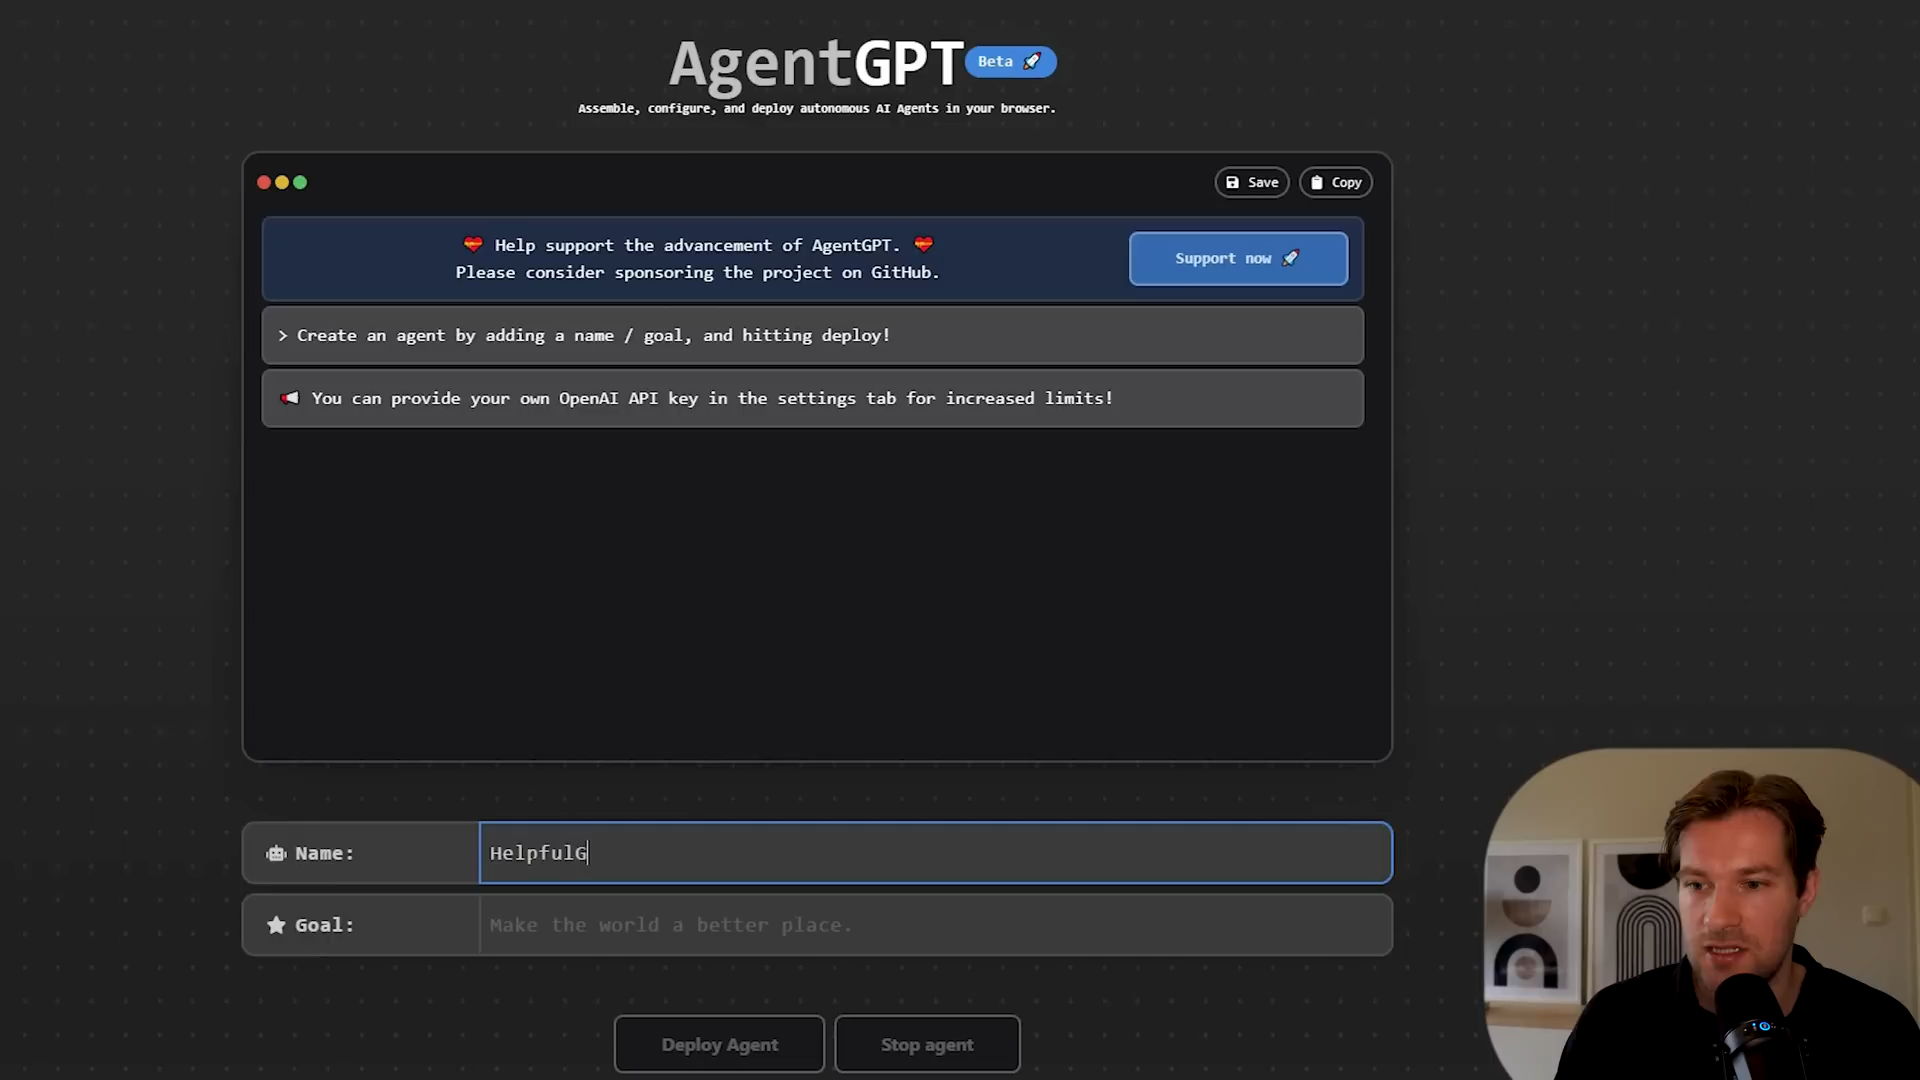 AgentGPT
Beta 🚀
Assemble, configure, and deploy autonomous AI Agents in your browser.
Save
Copy
Help support the advancement of AgentGPT.
Please consider sponsoring the project on GitHub.
Support now 🚀
> Create an agent by adding a name / goal, and hitting deploy!
📢 You can provide your own OpenAI API key in the settings tab for increased limits!
Name:
HelpfulG
Goal:
Make the world a better place.
Deploy Agent
Stop agent